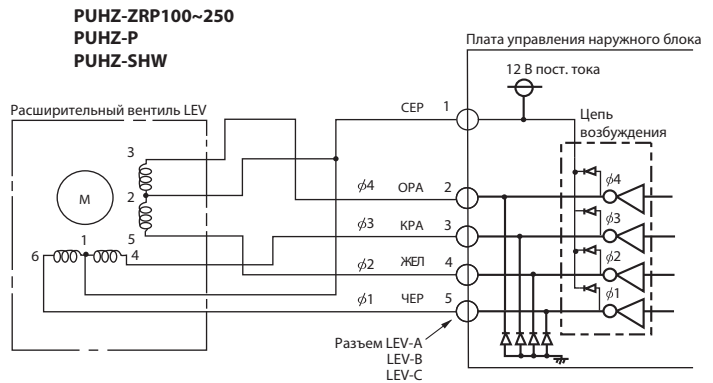 PUHZ-ZRP100~250
PUHZ-P
PUHZ-SHW
Плата управления наружного блока
12 В пост. тока
Расширительный вентиль LEV
СЕР 1
Цепь
возбуждения
3
M
2
ϕ4 ОРА 2
ϕ4
ϕ3 КРА 3
ϕ3
6 1 5 4
ϕ2 ЖЕЛ 4
ϕ2
ϕ1 ЧЕР 5
ϕ1
Разъем LEV-A
LEV-B
LEV-C